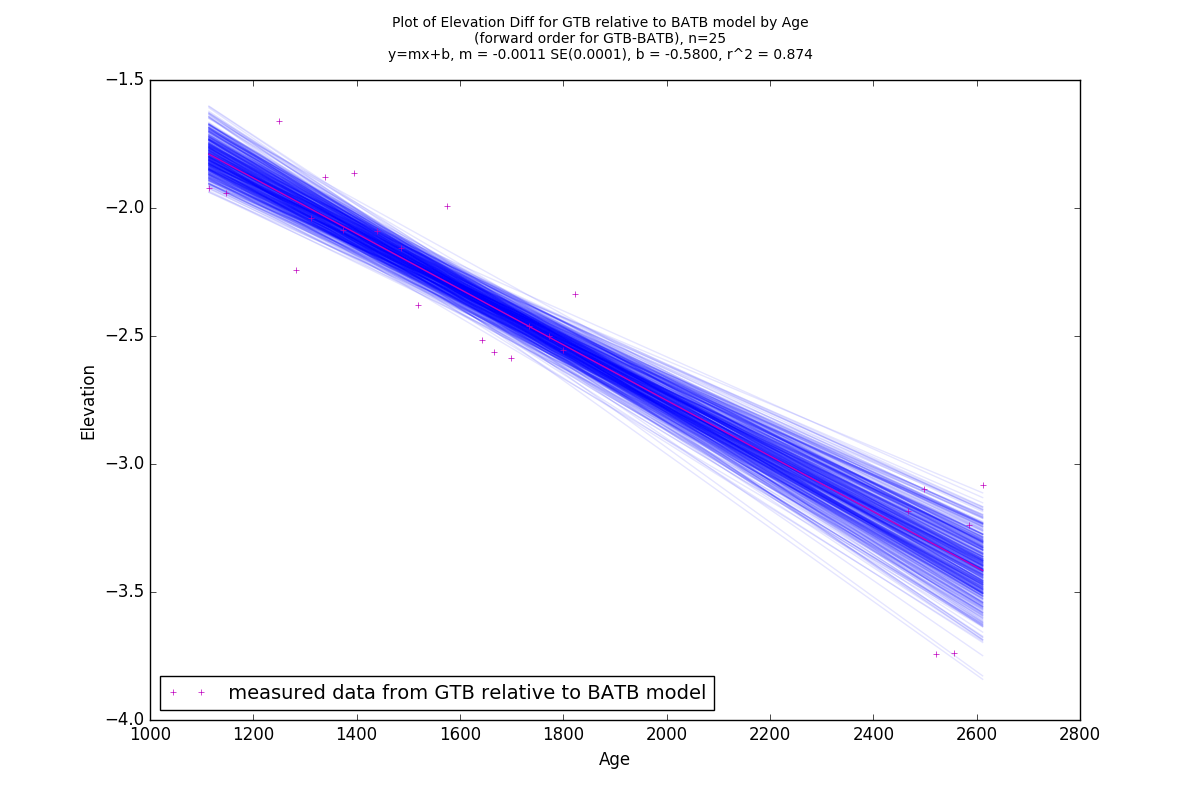 Plot of Elevation Diff for GTB relative to BATB model by Age
(forward order for GTB-BATB), n=25
y=mx+b, m = -0.0011 SE(0.0001), b = -0.5800, r^2 = 0.874
−1.5
−2.0
−2.5
−3.0
−3.5
−4.0
Elevation
measured data from GTB relative to BATB model
1000 1200 1400 1600 1800 2000 2200 2400 2600 2800
Age